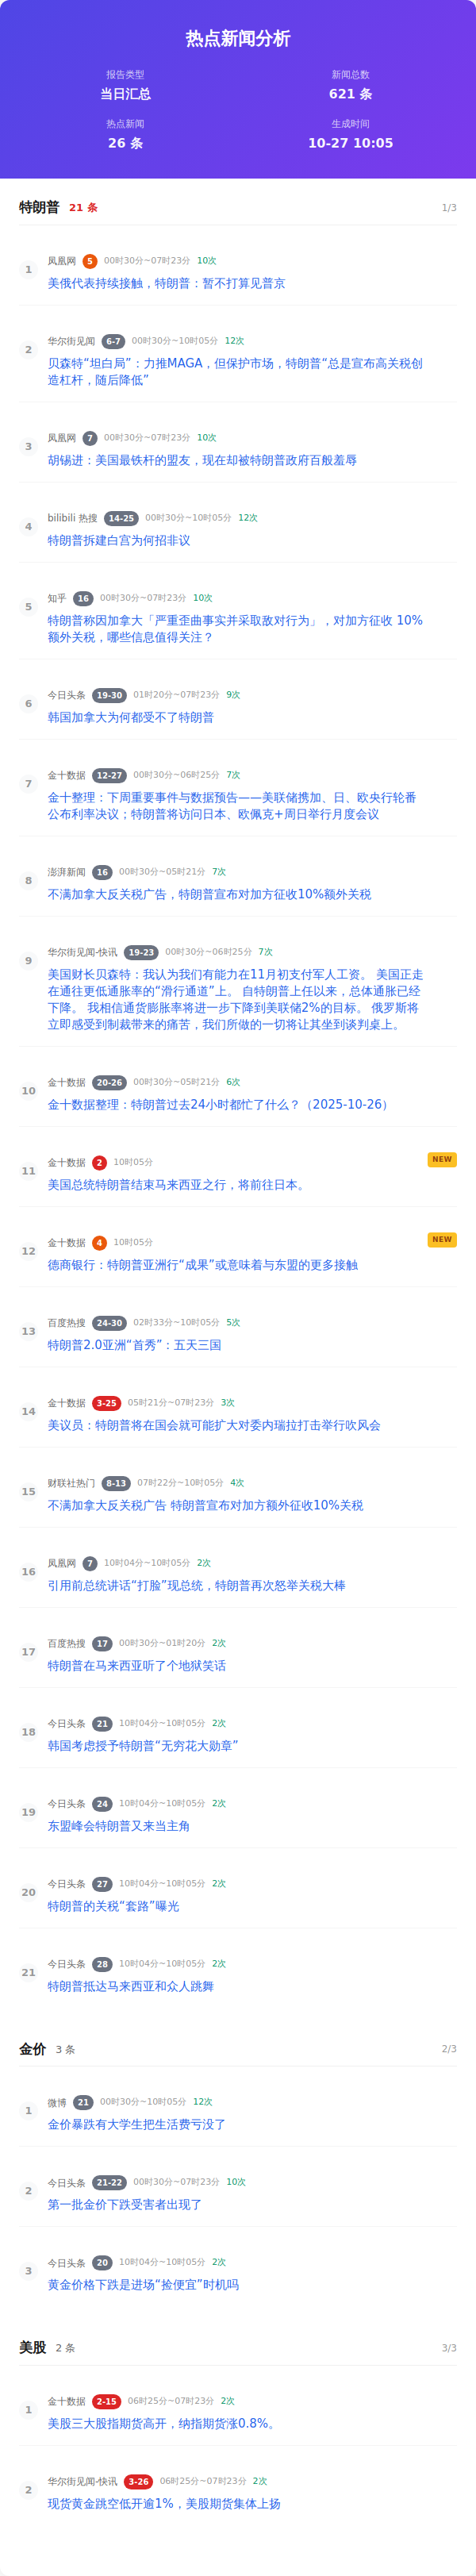 热点新闻分析
报告类型 新闻总数
当日汇总 621 条
热点新闻 生成时间
26 条 10-27 10:05
特朗普 21 条 1/3
1 凤凰网 5 00时30分~07时23分 10次
美俄代表持续接触，特朗普：暂不打算见普京
2 华尔街见闻 6-7 00时30分~10时05分 12次
贝森特“坦白局”：力推MAGA，但保护市场，特朗普“总是宣布高关税创
造杠杆，随后降低”
3 凤凰网 7 00时30分~07时23分 10次
胡锡进：美国最铁杆的盟友，现在却被特朗普政府百般羞辱
4 bilibili 热搜 14-25 00时30分~10时05分 12次
特朗普拆建白宫为何招非议
5 知乎 16 00时30分~07时23分 10次
特朗普称因加拿大「严重歪曲事实并采取敌对行为」，对加方征收 10%
额外关税，哪些信息值得关注？
6 今日头条 19-30 01时20分~07时23分 9次
韩国加拿大为何都受不了特朗普
7 金十数据 12-27 00时30分~06时25分 7次
金十整理：下周重要事件与数据预告——美联储携加、日、欧央行轮番
公布利率决议；特朗普将访问日本、欧佩克+周日举行月度会议
8 澎湃新闻 16 00时30分~05时21分 7次
不满加拿大反关税广告，特朗普宣布对加方征收10%额外关税
9 华尔街见闻-快讯 19-23 00时30分~06时25分 7次
美国财长贝森特：我认为我们有能力在11月初支付军人工资。 美国正走
在通往更低通胀率的“滑行通道”上。 自特朗普上任以来，总体通胀已经
下降。 我相信通货膨胀率将进一步下降到美联储2%的目标。 俄罗斯将
立即感受到制裁带来的痛苦，我们所做的一切将让其坐到谈判桌上。
10 金十数据 20-26 00时30分~05时21分 6次
金十数据整理：特朗普过去24小时都忙了什么？（2025-10-26）
11 金十数据 2 10时05分 NEW
美国总统特朗普结束马来西亚之行，将前往日本。
12 金十数据 4 10时05分 NEW
德商银行：特朗普亚洲行“成果”或意味着与东盟的更多接触
13 百度热搜 24-30 02时33分~10时05分 5次
特朗普2.0亚洲“首秀”：五天三国
14 金十数据 3-25 05时21分~07时23分 3次
美议员：特朗普将在国会就可能扩大对委内瑞拉打击举行吹风会
15 财联社热门 8-13 07时22分~10时05分 4次
不满加拿大反关税广告 特朗普宣布对加方额外征收10%关税
16 凤凰网 7 10时04分~10时05分 2次
引用前总统讲话“打脸”现总统，特朗普再次怒举关税大棒
17 百度热搜 17 00时30分~01时20分 2次
特朗普在马来西亚听了个地狱笑话
18 今日头条 21 10时04分~10时05分 2次
韩国考虑授予特朗普“无穷花大勋章”
19 今日头条 24 10时04分~10时05分 2次
东盟峰会特朗普又来当主角
20 今日头条 27 10时04分~10时05分 2次
特朗普的关税“套路”曝光
21 今日头条 28 10时04分~10时05分 2次
特朗普抵达马来西亚和众人跳舞
金价 3 条 2/3
1 微博 21 00时30分~10时05分 12次
金价暴跌有大学生把生活费亏没了
2 今日头条 21-22 00时30分~07时23分 10次
第一批金价下跌受害者出现了
3 今日头条 20 10时04分~10时05分 2次
黄金价格下跌是进场“捡便宜”时机吗
美股 2 条 3/3
1 金十数据 2-15 06时25分~07时23分 2次
美股三大股指期货高开，纳指期货涨0.8%。
2 华尔街见闻-快讯 3-26 06时25分~07时23分 2次
现货黄金跳空低开逾1%，美股期货集体上扬